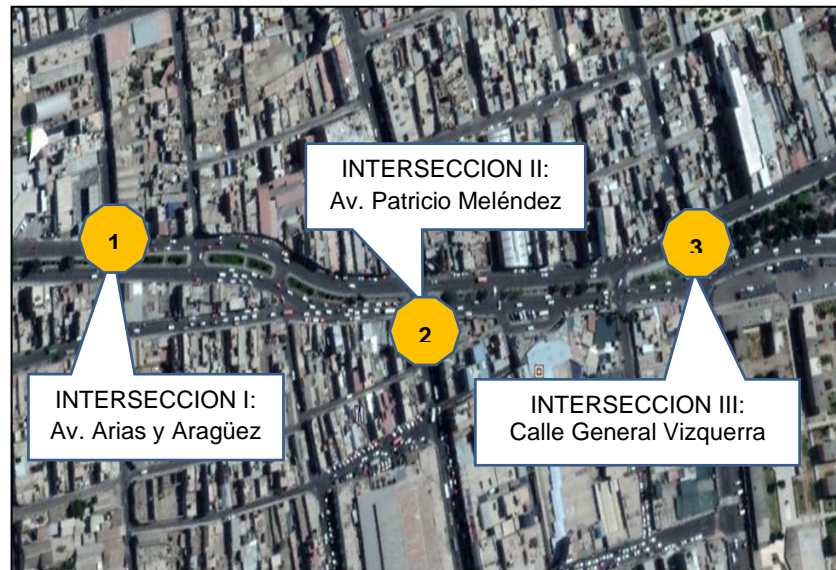 INTERSECCION II:
Av. Patricio Meléndez
1
3
2
INTERSECCION I:
Av. Arias y Aragüez
INTERSECCION III:
Calle General Vizquerra